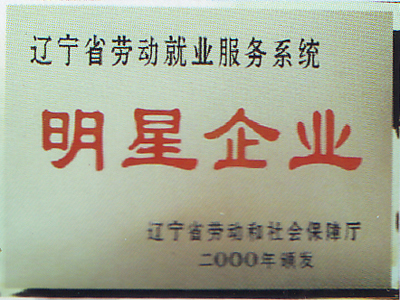 辽宁省劳动就业服务系统
明星企业
辽宁省劳动和社会保障厅
二000年颁发